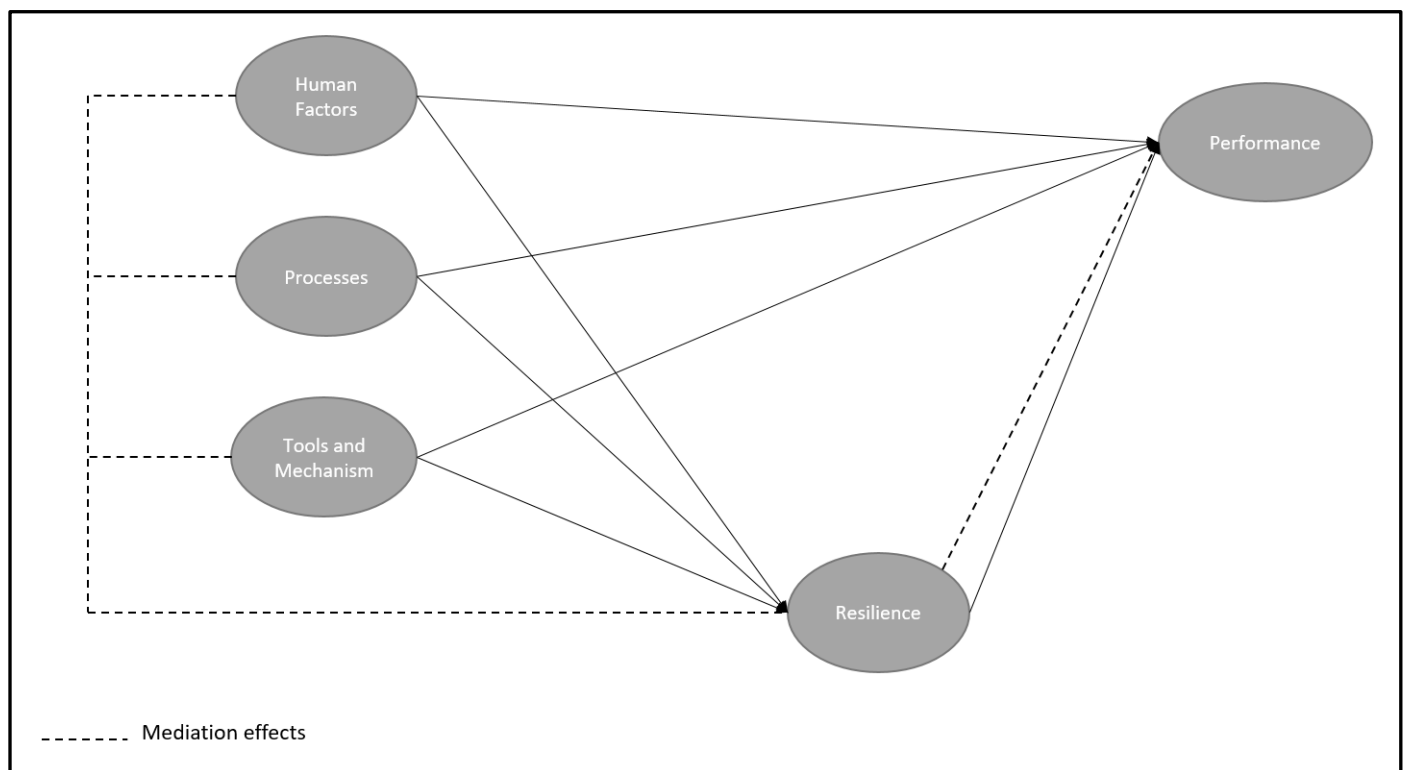 Human
Factors
Performance
Processes
Tools and
Mechanism
Resilience
Mediation effects